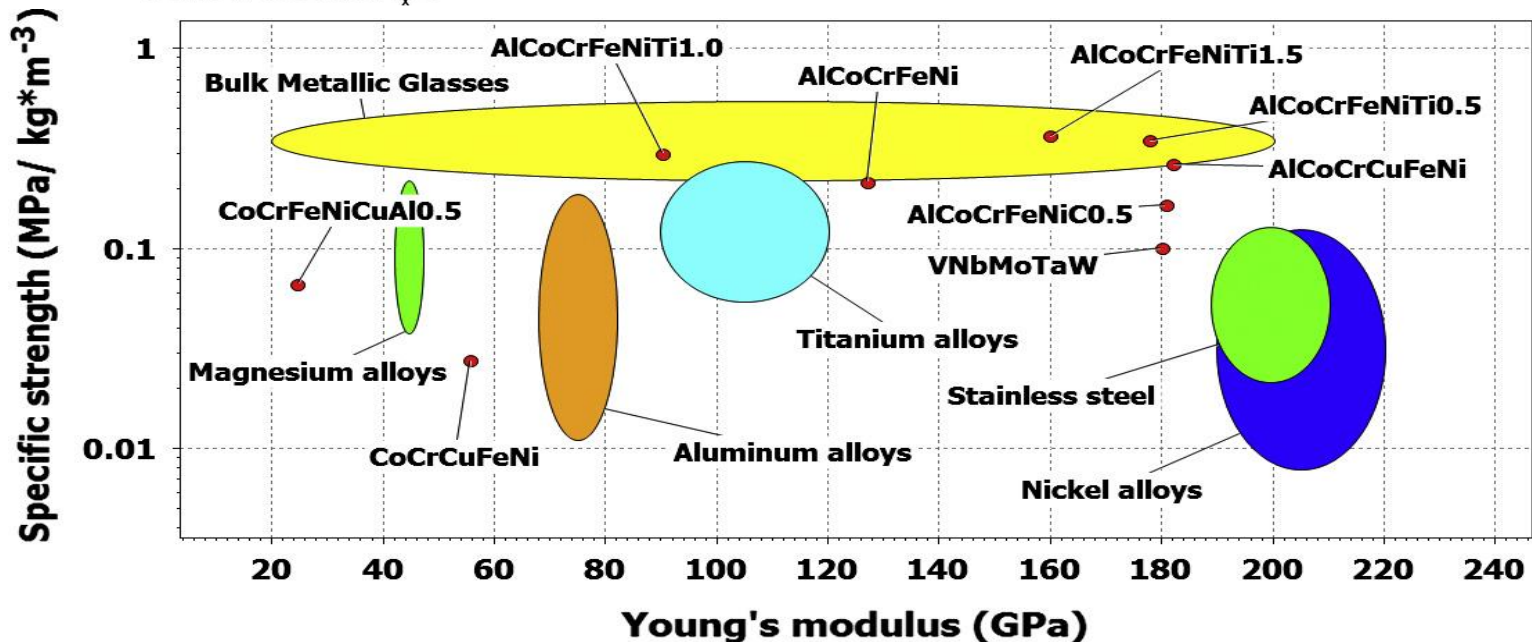 Specific strength (MPa/ kg*m-3)
1
0.1
0.01
AlCoCrFeNiTi1.0
AlCoCrFeNiTi1.5
AlCoCrFeNi
Bulk Metallic Glasses
AlCoCrFeNiTi0.5
AlCoCrCuFeNi
CoCrFeNiCuAl0.5
AlCoCrFeNiC0.5
VNbMoTaW
Titanium alloys
Magnesium alloys
Stainless steel
CoCrCuFeNi
Aluminum alloys
Nickel alloys
20 40 60 80 100 120 140 160 180 200 220 240
Young's modulus (GPa)